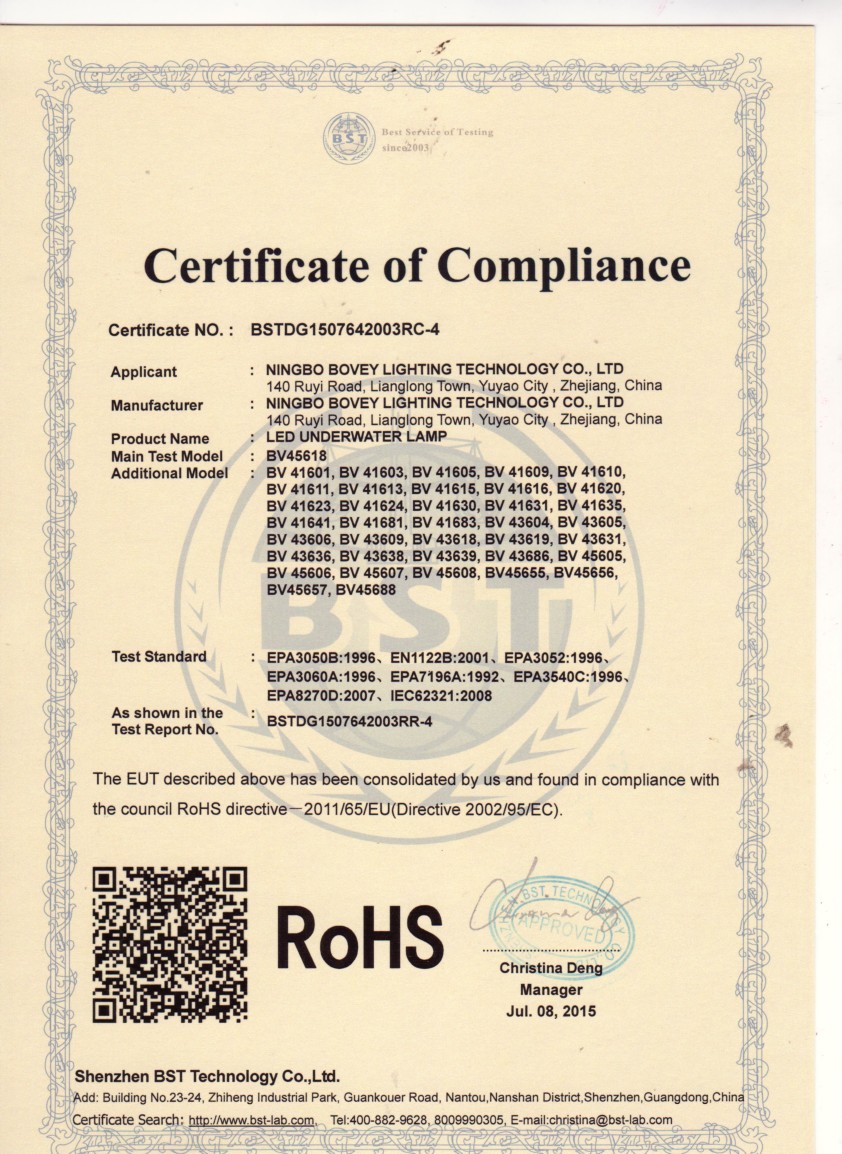 BST
Best Service of Testing
since2003
Certificate of Compliance
Certificate NO. : BSTDG1507642003RC-4
Applicant : NINGBO BOVEY LIGHTING TECHNOLOGY CO., LTD
140 Ruyi Road, Lianglong Town, Yuyao City , Zhejiang, China
Manufacturer : NINGBO BOVEY LIGHTING TECHNOLOGY CO., LTD
140 Ruyi Road, Lianglong Town, Yuyao City , Zhejiang, China
Product Name : LED UNDERWATER LAMP
Main Test Model : BV45618
Additional Model : BV 41601, BV 41603, BV 41605, BV 41609, BV 41610,
BV 41611, BV 41613, BV 41615, BV 41616, BV 41620,
BV 41623, BV 41624, BV 41630, BV 41631, BV 41635,
BV 41641, BV 41681, BV 41683, BV 43604, BV 43605,
BV 43606, BV 43609, BV 43618, BV 43619, BV 43631,
BV 43636, BV 43638, BV 43639, BV 43686, BV 45605,
BV 45606, BV 45607, BV 45608, BV45655, BV45656,
BV45657, BV45688
BST
Test Standard : EPA3050B:1996、EN1122B:2001、EPA3052:1996、
EPA3060A:1996、EPA7196A:1992、EPA3540C:1996、
EPA8270D:2007、IEC62321:2008
As shown in the :
Test Report No. BSTDG1507642003RR-4
The EUT described above has been consolidated by us and found in compliance with
the council RoHS directive－2011/65/EU(Directive 2002/95/EC).
RoHS
BST TECHNOLOGY CO
APPROVED
Christina Deng
Manager
Jul. 08, 2015
Shenzhen BST Technology Co.,Ltd.
Add: Building No.23-24, Zhiheng Industrial Park, Guankouer Road, Nantou,Nanshan District,Shenzhen,Guangdong,China
Certificate Search: http://www.bst-lab.com, Tel:400-882-9628, 8009990305, E-mail:christina@bst-lab.com